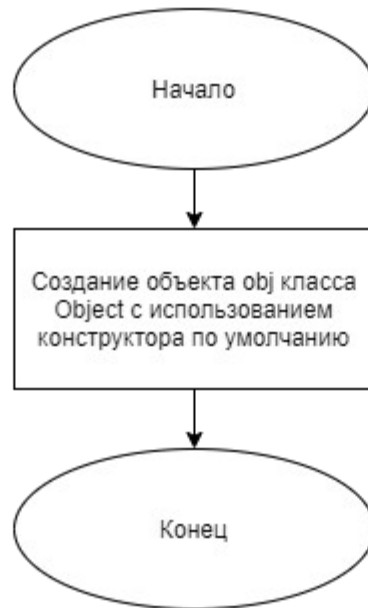 Начало
Создание объекта obj класса
Object с использованием
конструктора по умолчанию
Конец